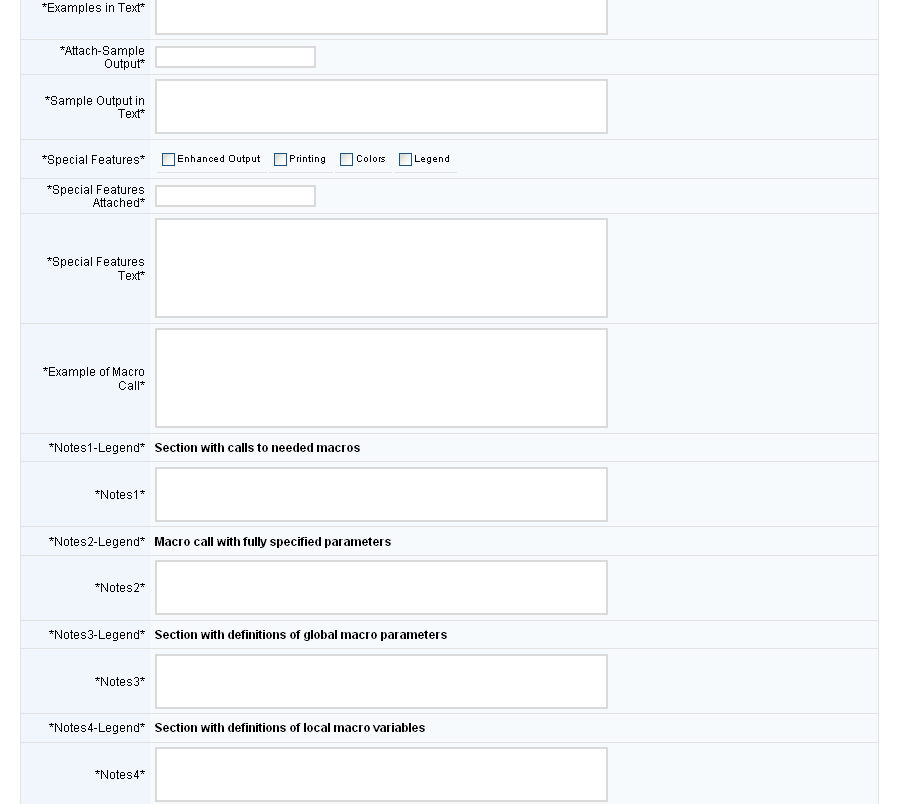 *Examples in Text*
*Attach-Sample
Output*
*Sample Output in
Text*
*Special Features* Enhanced Output Printing Colors Legend
*Special Features
Attached*
*Special Features
Text*
*Example of Macro
Call*
*Notes1-Legend* Section with calls to needed macros
*Notes1*
*Notes2-Legend* Macro call with fully specified parameters
*Notes2*
*Notes3-Legend* Section with definitions of global macro parameters
*Notes3*
*Notes4-Legend* Section with definitions of local macro variables
*Notes4*